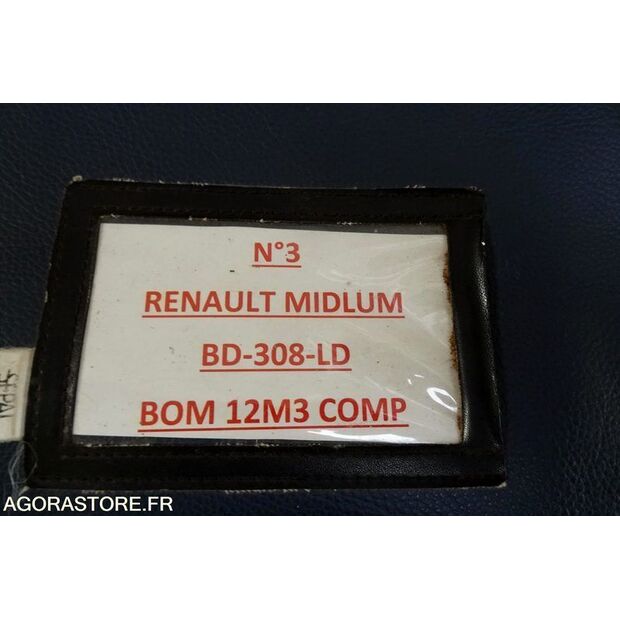 N°3
RENAULT MIDLUM
BD-308-LD
BOM 12M3 COMP
AGORASTORE.FR